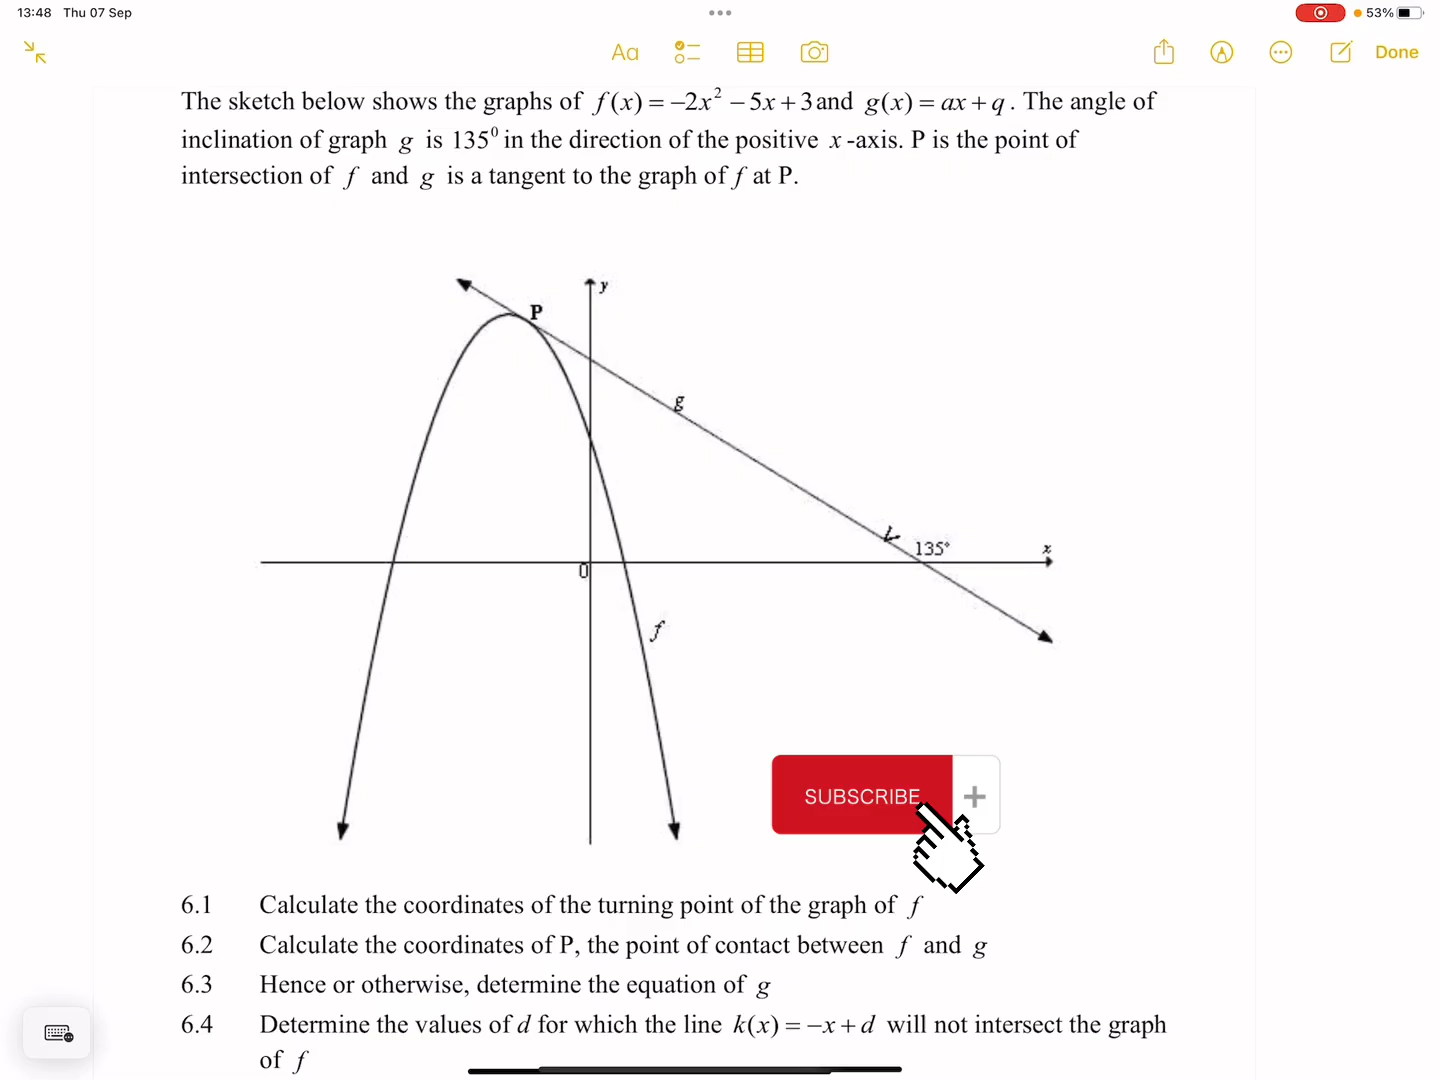 13:48 Thu 07 Sep
53%
Aa
Done
The sketch below shows the graphs of f(x) = −2x² − 5x + 3 and g(x) = ax + q. The angle of
inclination of graph g is 135⁰ in the direction of the positive x-axis. P is the point of
intersection of f and g is a tangent to the graph of f at P.
y
P
g
135°
x
0
f
SUBSCRIBE +
6.1 Calculate the coordinates of the turning point of the graph of f
6.2 Calculate the coordinates of P, the point of contact between f and g
6.3 Hence or otherwise, determine the equation of g
6.4 Determine the values of d for which the line k(x) = −x + d will not intersect the graph
of f